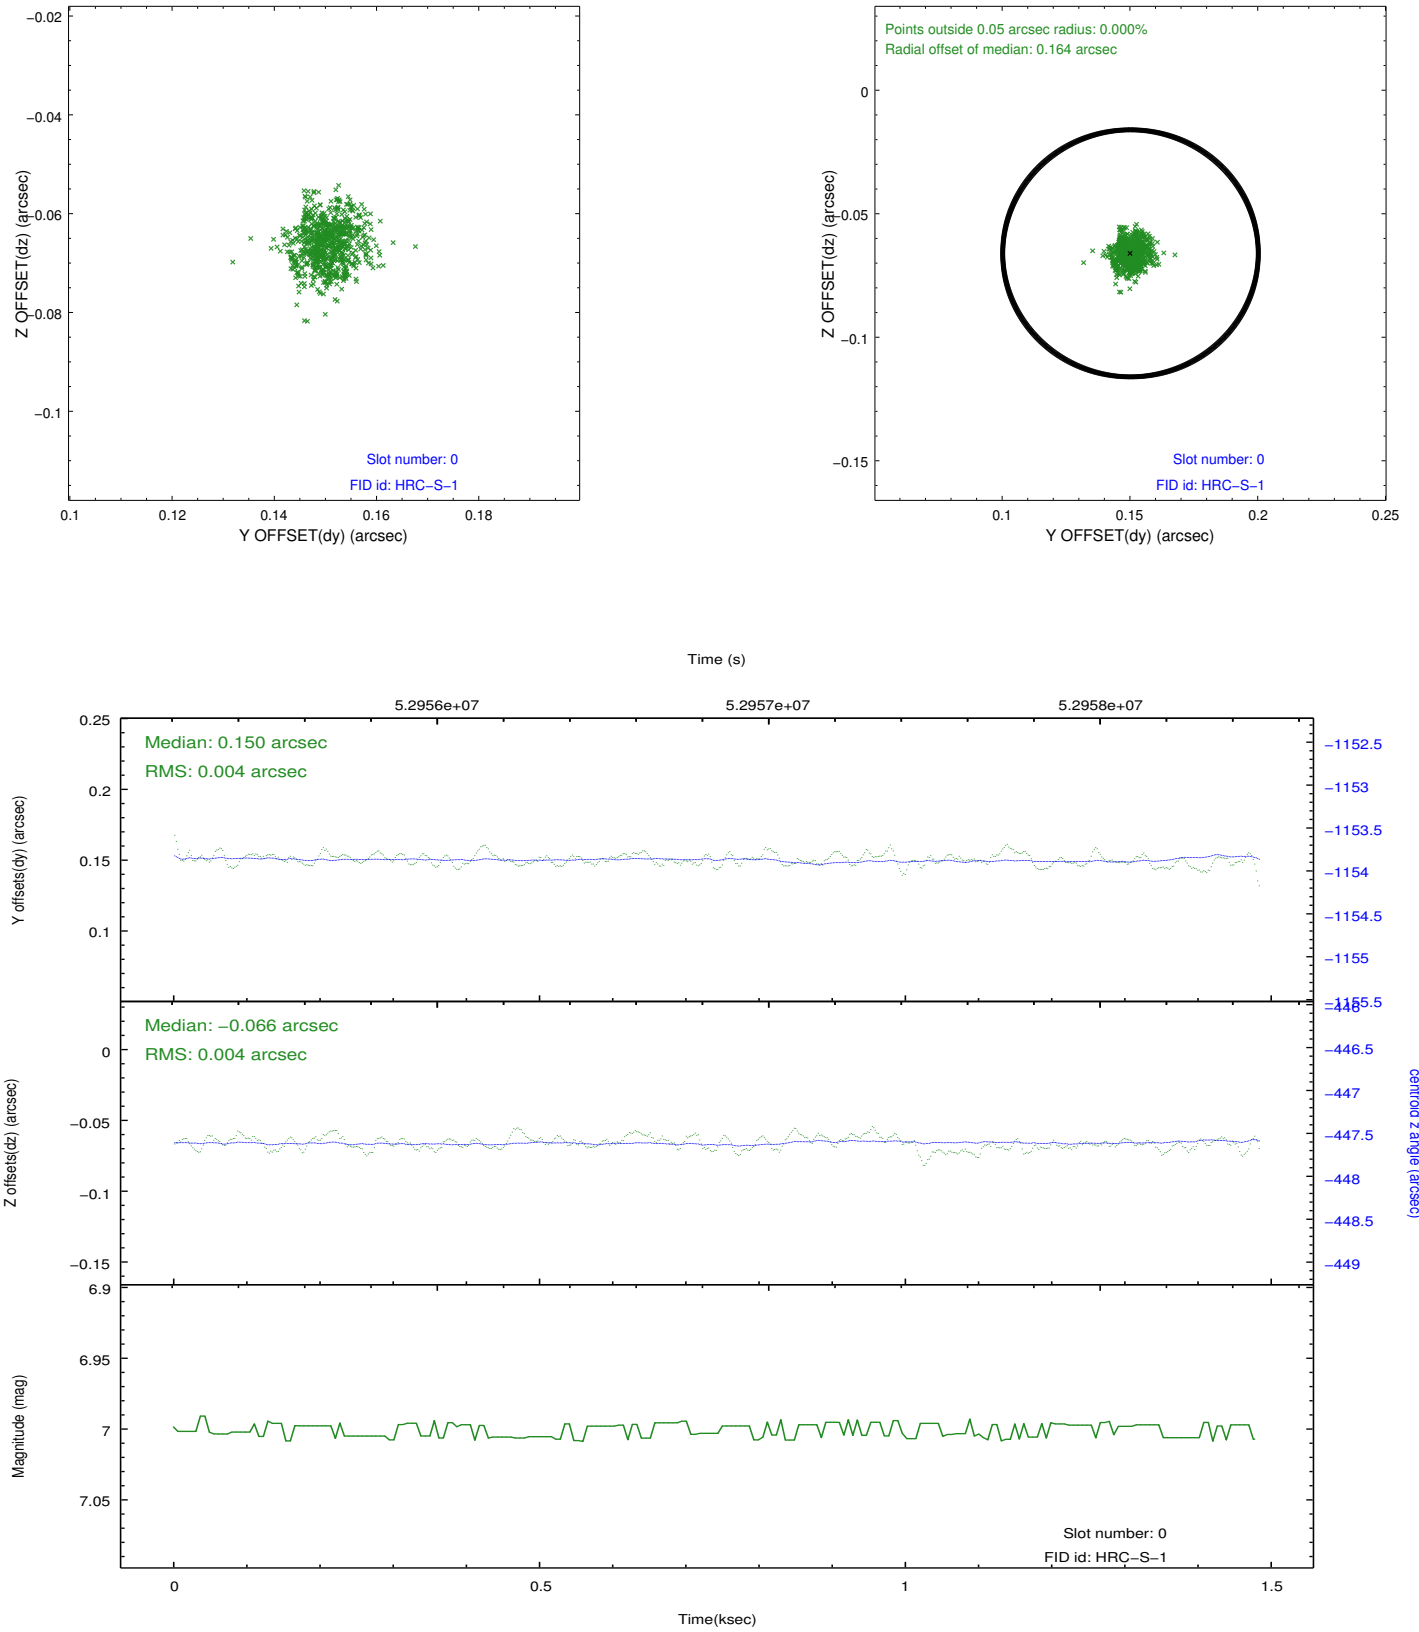 −0.02
−0.04
−0.06
−0.08
−0.1
Z OFFSET(dz) (arcsec)
Slot number: 0
FID id: HRC−S−1
0.1 0.12 0.14 0.16 0.18
Y OFFSET(dy) (arcsec)
Points outside 0.05 arcsec radius: 0.000%
Radial offset of median: 0.164 arcsec
0
−0.05
−0.1
−0.15
Z OFFSET(dz) (arcsec)
Slot number: 0
FID id: HRC−S−1
0.1 0.15 0.2 0.25
Y OFFSET(dy) (arcsec)
Time (s)
5.2956e+07 5.2957e+07 5.2958e+07
Median: 0.150 arcsec
RMS: 0.004 arcsec
0.25
0.2
0.15
0.1
Y offsets(dy) (arcsec)
−1152.5
−1153
−1153.5
−1154
−1154.5
−1155
−1155.5
Median: −0.066 arcsec
RMS: 0.004 arcsec
0
−0.05
−0.1
−0.15
Z offsets(dz) (arcsec)
−446
−446.5
−447
−447.5
−448
−448.5
−449
centroid z angle (arcsec)
6.9
6.95
7
7.05
Magnitude (mag)
Slot number: 0
FID id: HRC−S−1
0 0.5 1 1.5
Time(ksec)